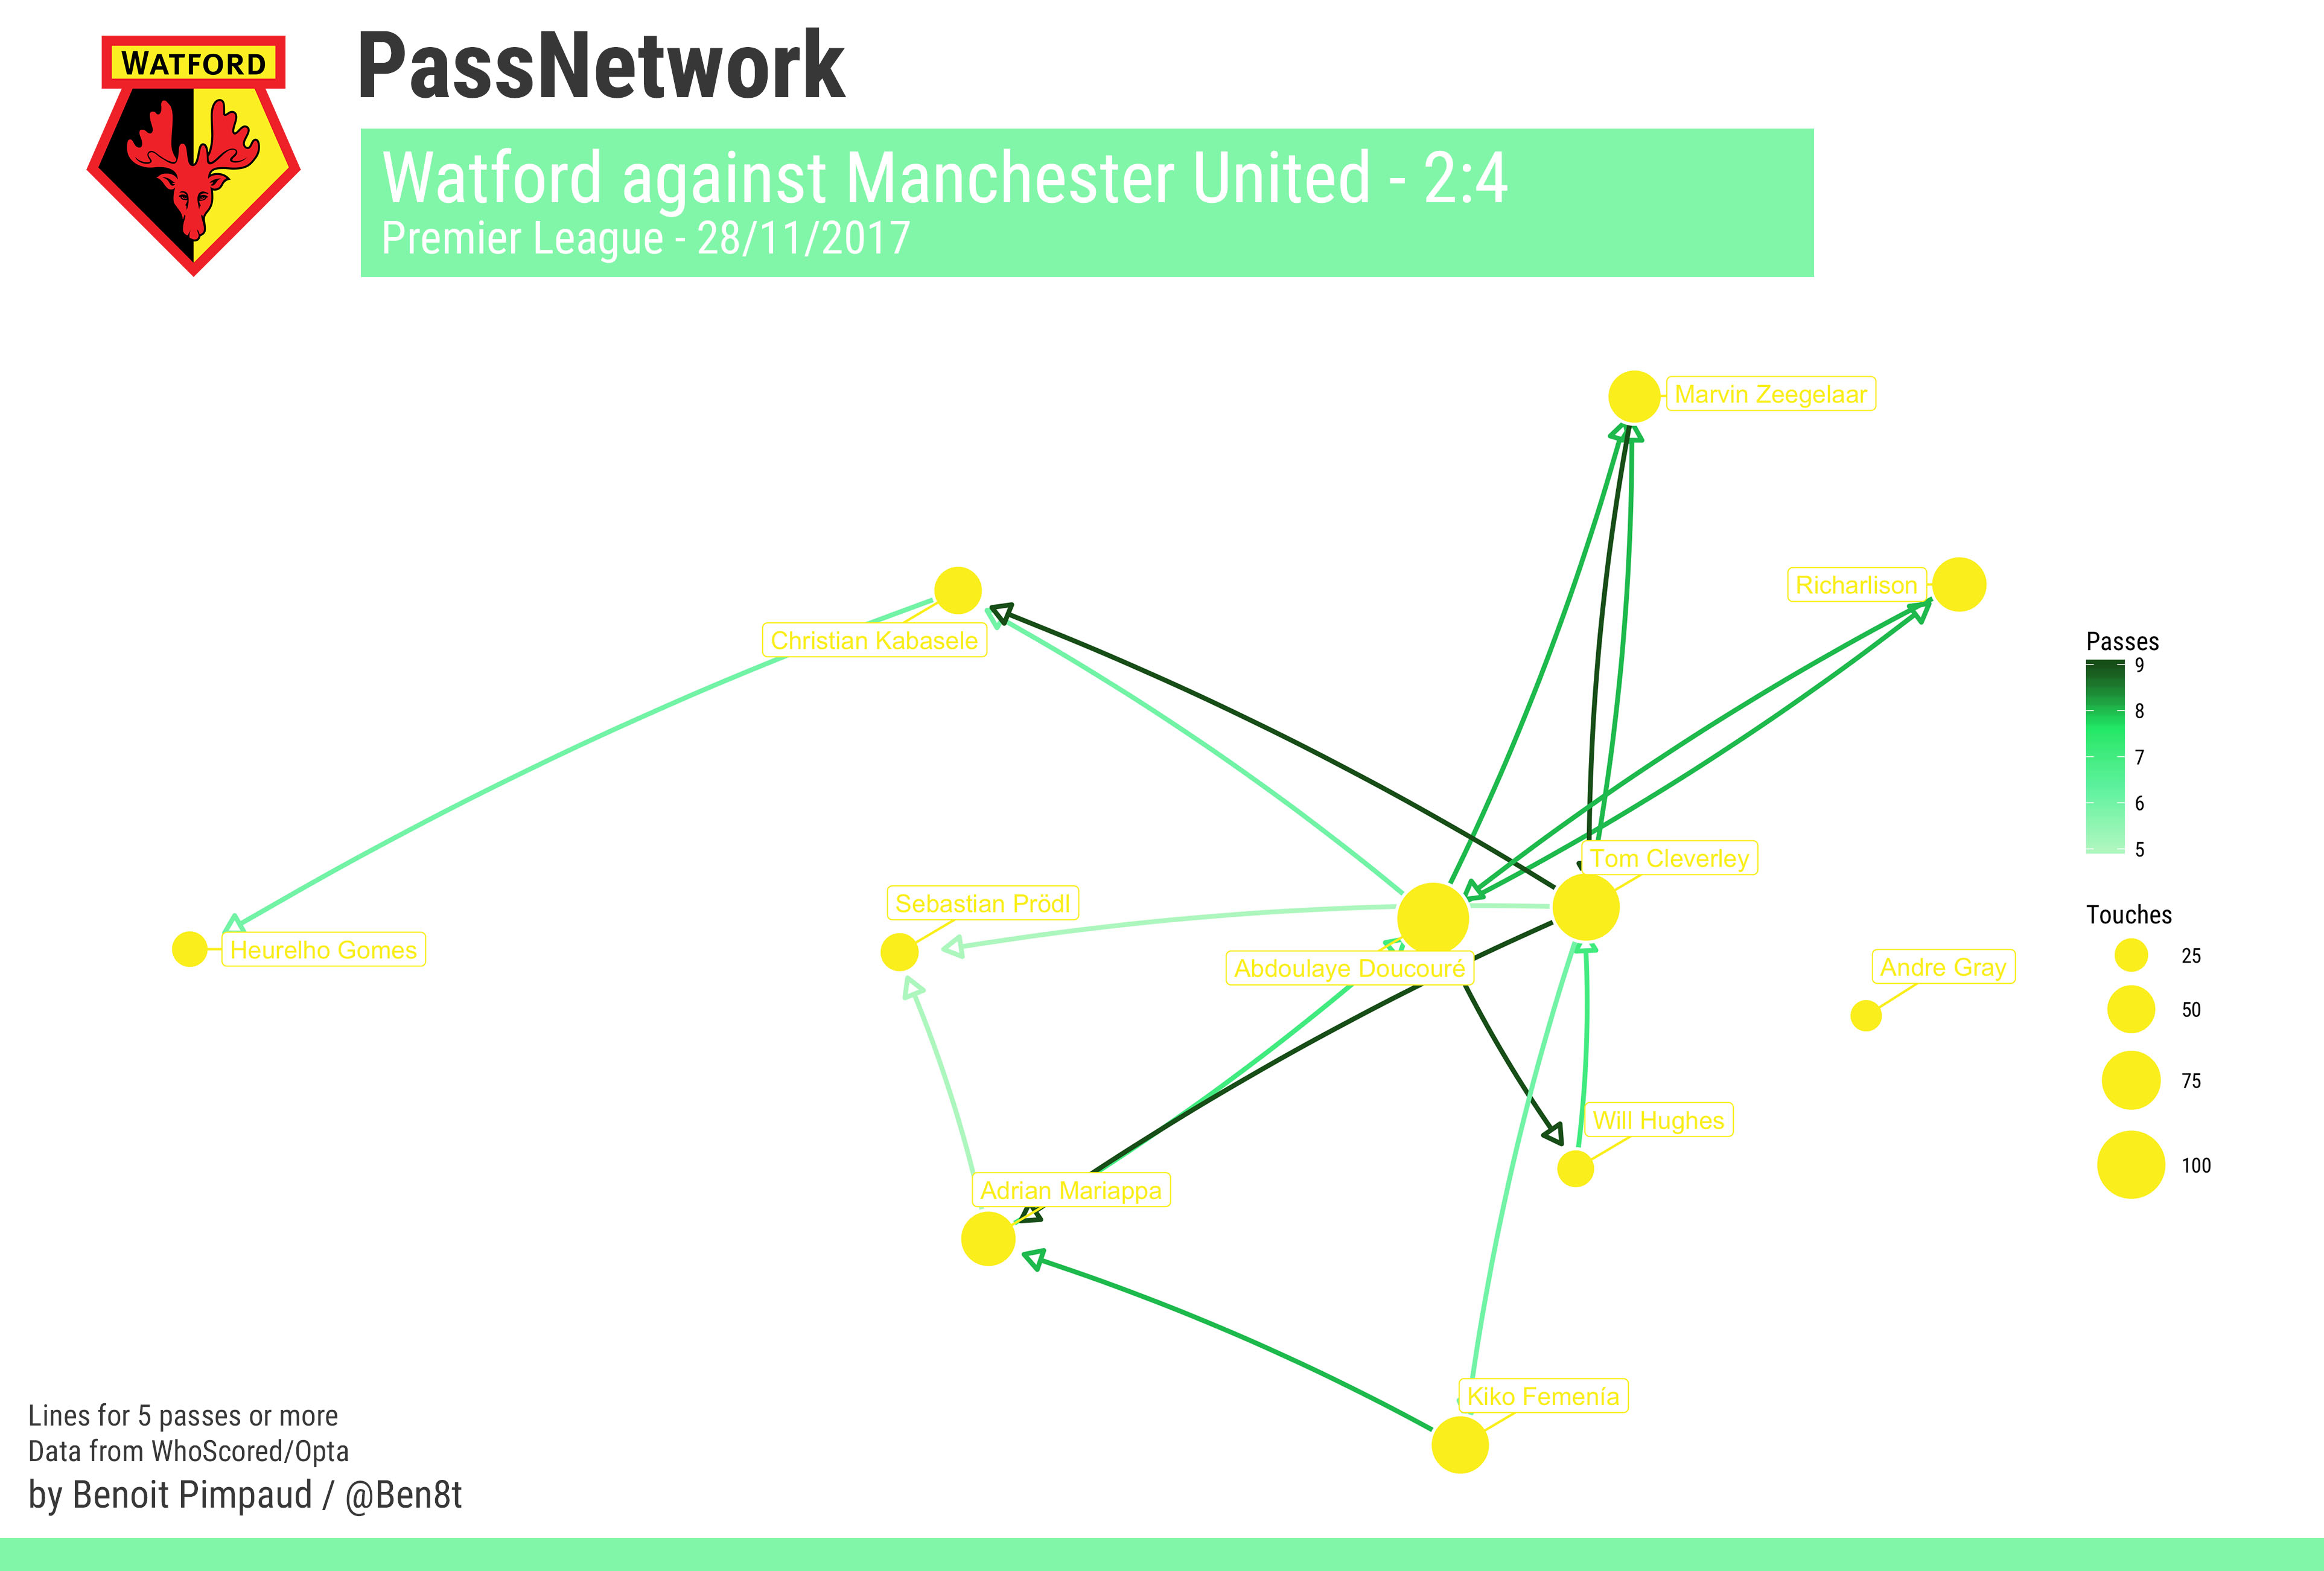 WATFORD
PassNetwork
Watford against Manchester United - 2:4
Premier League - 28/11/2017
Marvin Zeegelaar
Richarlison
Christian Kabasele
Tom Cleverley
Sebastian Prödl
Heurelho Gomes
Abdoulaye Doucouré
Andre Gray
Will Hughes
Adrian Mariappa
Kiko Femenía
Passes
9
8
7
6
5
Touches
25
50
75
100
Lines for 5 passes or more
Data from WhoScored/Opta
by Benoit Pimpaud / @Ben8t